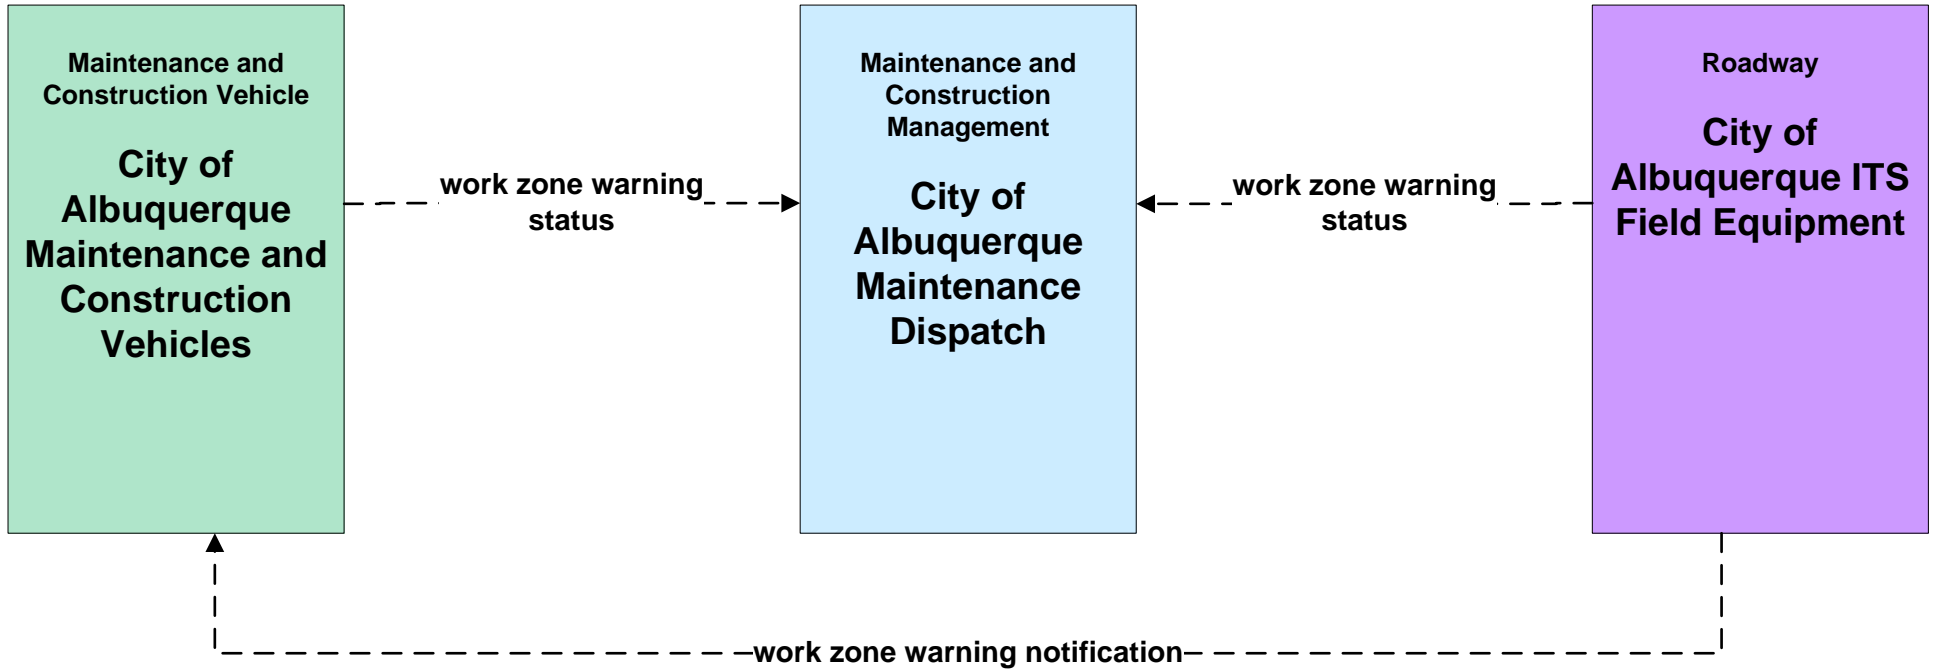 Maintenance and
Construction Vehicle
City of
Albuquerque
Maintenance and
Construction
Vehicles
work zone warning
status
Maintenance and
Construction
Management
City of
Albuquerque
Maintenance
Dispatch
work zone warning
status
Roadway
City of
Albuquerque ITS
Field Equipment
work zone warning notification